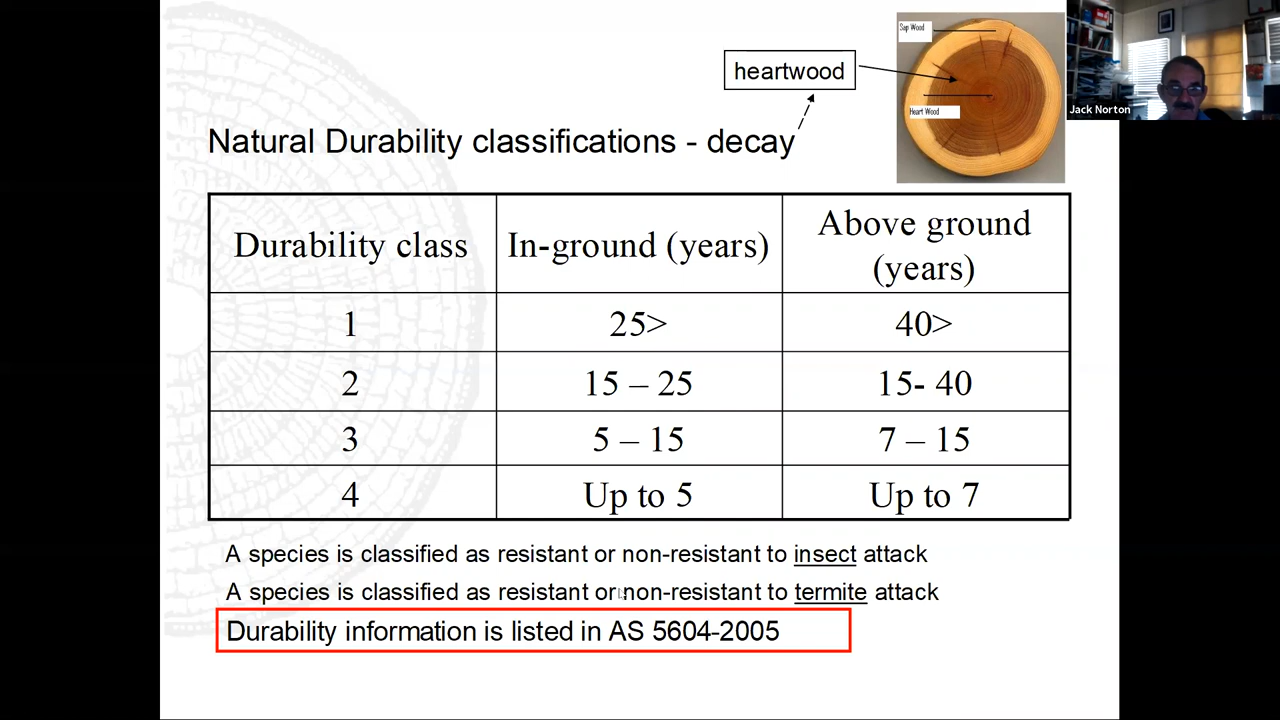 Sap Wood
heartwood
Heart Wood
Jack Norton
Natural Durability classifications - decay
Durability class
In-ground (years)
Above ground
(years)
1
25>
40>
2
15 – 25
15- 40
3
5 – 15
7 – 15
4
Up to 5
Up to 7
A species is classified as resistant or non-resistant to insect attack
A species is classified as resistant or non-resistant to termite attack
Durability information is listed in AS 5604-2005